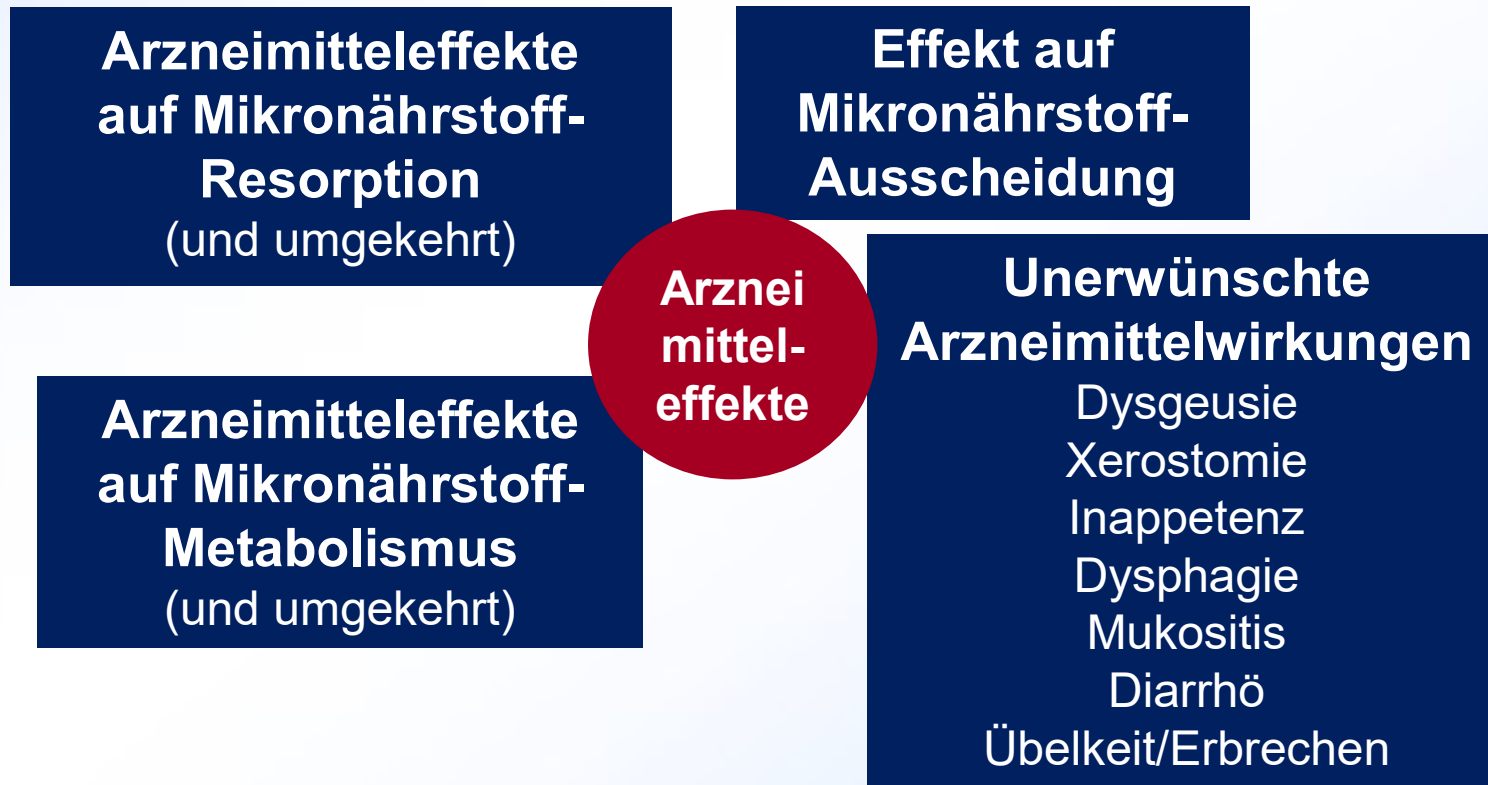 Arzneimitteleffekte
auf Mikronährstoff-
Resorption
(und umgekehrt)
Effekt auf
Mikronährstoff-
Ausscheidung
Arznei
mittel-
effekte
Arzneimitteleffekte
auf Mikronährstoff-
Metabolismus
(und umgekehrt)
Unerwünschte
Arzneimittelwirkungen
Dysgeusie
Xerostomie
Inappetenz
Dysphagie
Mukositis
Diarrhö
Übelkeit/Erbrechen